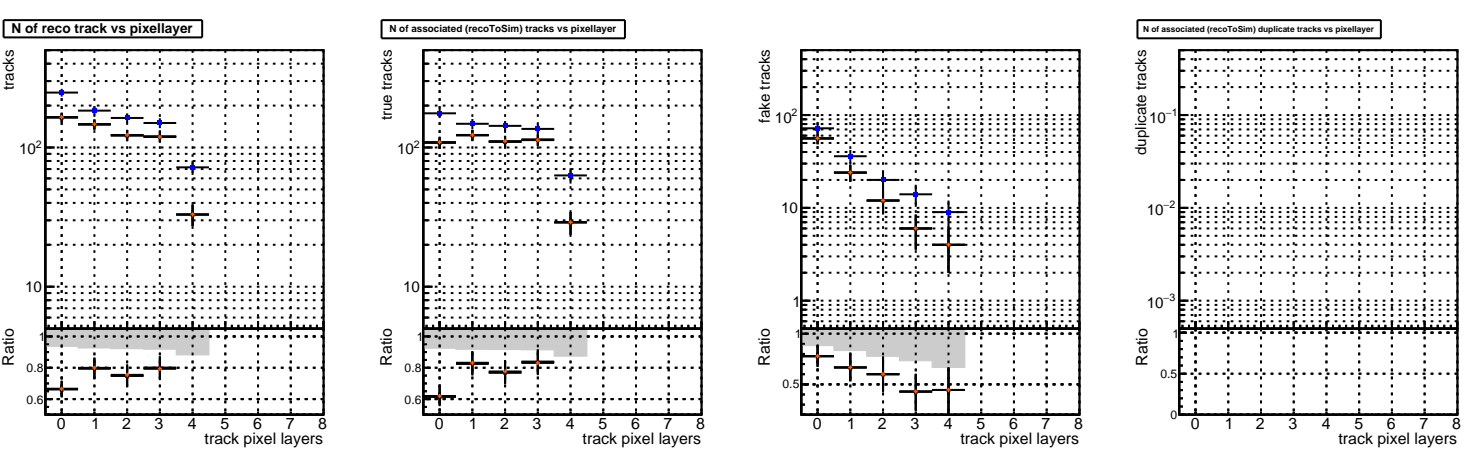 N of reco track vs pixellayer
tracks
10²
10
Ratio
1
0.8
0.6
0 1 2 3 4 5 6 7 8
track pixel layers
N of associated (recoToSim) tracks vs pixellayer
true tracks
10²
10
Ratio
1
0.8
0.6
0 1 2 3 4 5 6 7 8
track pixel layers
fake tracks
10²
10
1
Ratio
1
0.5
0 1 2 3 4 5 6 7 8
track pixel layers
N of associated (recoToSim) duplicate tracks vs pixellayer
duplicate tracks
10⁻¹
10⁻²
10⁻³
Ratio
1
0.5
0
0 1 2 3 4 5 6 7 8
track pixel layers